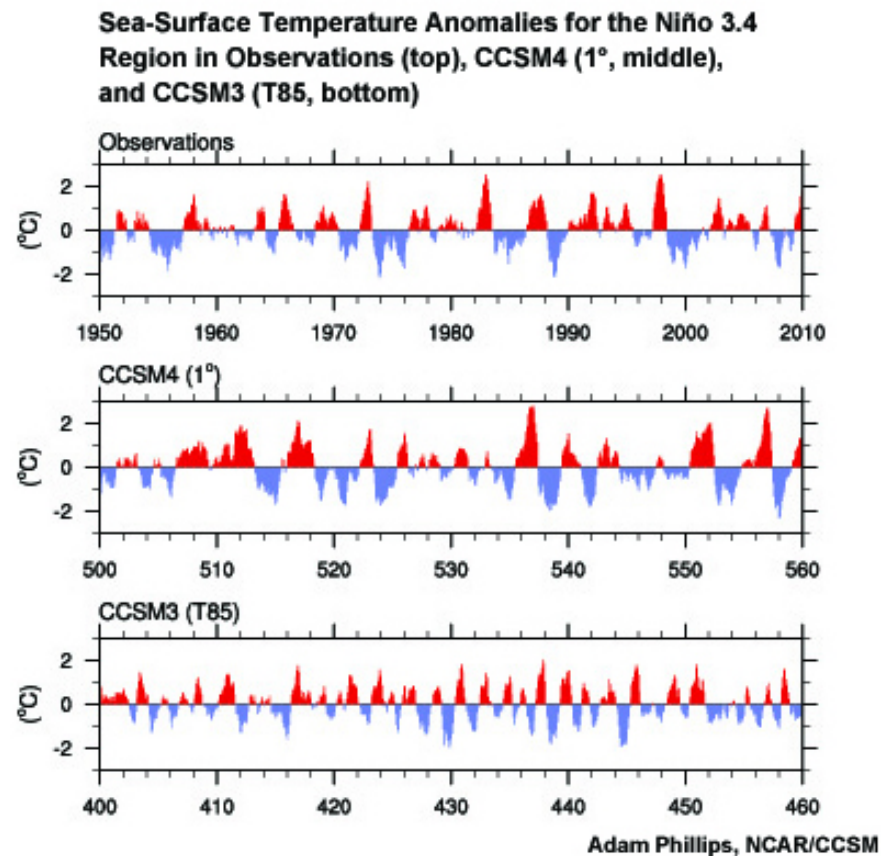 Sea-Surface Temperature Anomalies for the Niño 3.4
Region in Observations (top), CCSM4 (1°, middle),
and CCSM3 (T85, bottom)
Observations
2
0
-2
(°C)
1950 1960 1970 1980 1990 2000 2010
CCSM4 (1°)
2
0
-2
(°C)
500 510 520 530 540 550 560
CCSM3 (T85)
2
0
-2
(°C)
400 410 420 430 440 450 460
Adam Phillips, NCAR/CCSM